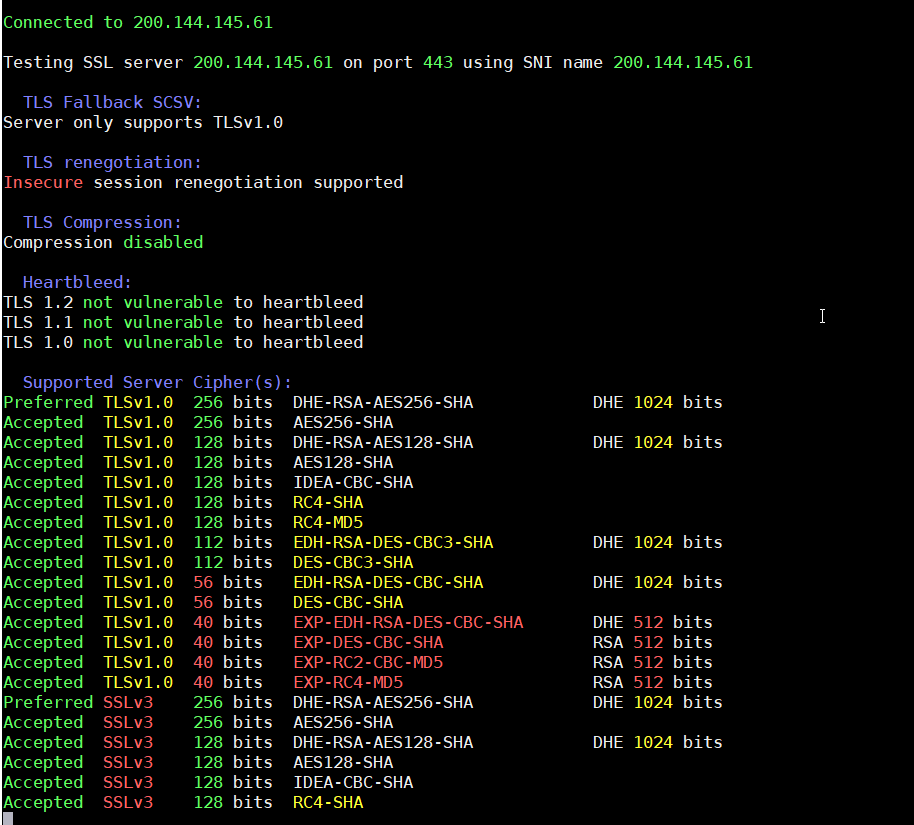 Connected to 200.144.145.61
Testing SSL server 200.144.145.61 on port 443 using SNI name 200.144.145.61
TLS Fallback SCSV:
Server only supports TLSv1.0
TLS renegotiation:
Insecure session renegotiation supported
TLS Compression:
Compression disabled
Heartbleed:
TLS 1.2 not vulnerable to heartbleed
TLS 1.1 not vulnerable to heartbleed
TLS 1.0 not vulnerable to heartbleed
Supported Server Cipher(s):
Preferred TLSv1.0  256 bits  DHE-RSA-AES256-SHA            DHE 1024 bits
Accepted  TLSv1.0  256 bits  AES256-SHA
Accepted  TLSv1.0  128 bits  DHE-RSA-AES128-SHA            DHE 1024 bits
Accepted  TLSv1.0  128 bits  AES128-SHA
Accepted  TLSv1.0  128 bits  IDEA-CBC-SHA
Accepted  TLSv1.0  128 bits  RC4-SHA
Accepted  TLSv1.0  128 bits  RC4-MD5
Accepted  TLSv1.0  112 bits  EDH-RSA-DES-CBC3-SHA          DHE 1024 bits
Accepted  TLSv1.0  112 bits  DES-CBC3-SHA
Accepted  TLSv1.0  56 bits   EDH-RSA-DES-CBC-SHA           DHE 1024 bits
Accepted  TLSv1.0  56 bits   DES-CBC-SHA
Accepted  TLSv1.0  40 bits   EXP-EDH-RSA-DES-CBC-SHA       DHE 512 bits
Accepted  TLSv1.0  40 bits   EXP-DES-CBC-SHA               RSA 512 bits
Accepted  TLSv1.0  40 bits   EXP-RC2-CBC-MD5               RSA 512 bits
Accepted  TLSv1.0  40 bits   EXP-RC4-MD5                   RSA 512 bits
Preferred SSLv3    256 bits  DHE-RSA-AES256-SHA            DHE 1024 bits
Accepted  SSLv3    256 bits  AES256-SHA
Accepted  SSLv3    128 bits  DHE-RSA-AES128-SHA            DHE 1024 bits
Accepted  SSLv3    128 bits  AES128-SHA
Accepted  SSLv3    128 bits  IDEA-CBC-SHA
Accepted  SSLv3    128 bits  RC4-SHA